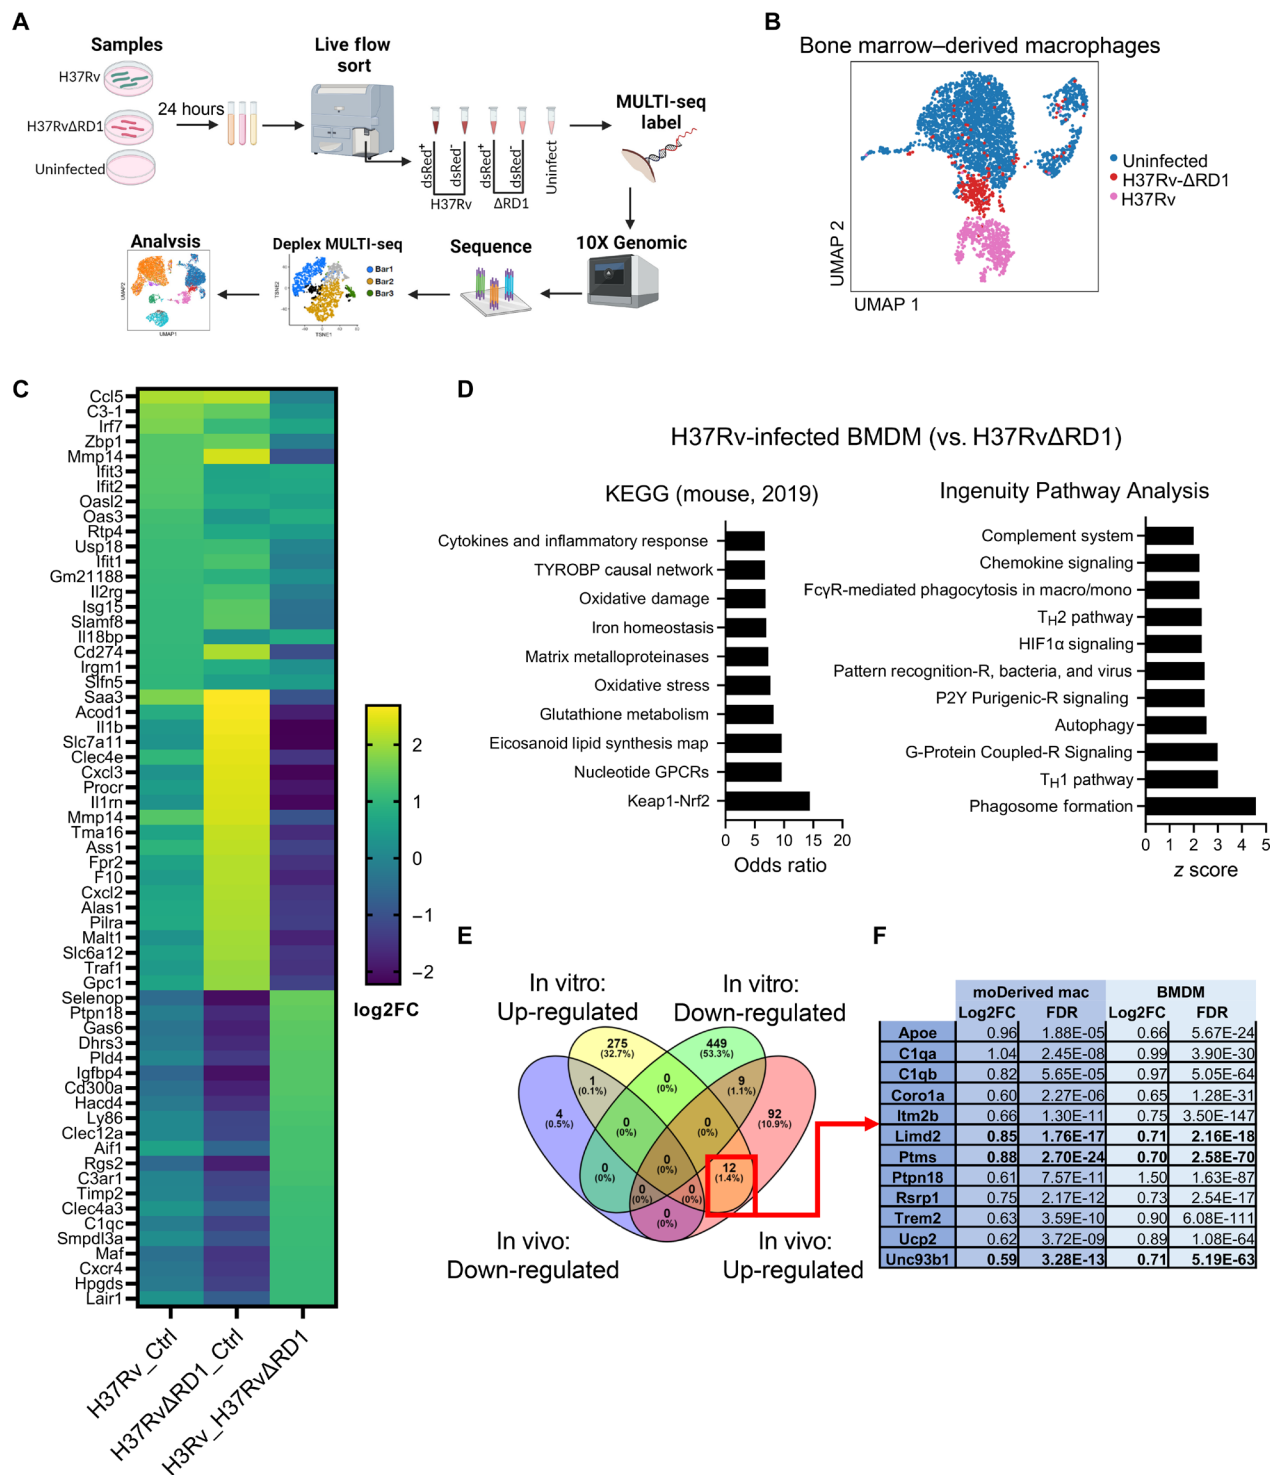 A
Samples
H37Rv
H37RvΔRD1
Uninfected
24 hours
Live flow
sort
dsRed+
dsRed-
dsRed+
dsRed-
Uninfect
H37Rv
ΔRD1
MULTI-seq
label
10X Genomic
Sequence
Deplex MULTI-seq
Bar1
Bar2
Bar3
TSNE2
TSNE1
Analysis
UMAP2
UMAP1
B
Bone marrow–derived macrophages
Uninfected
H37Rv-ΔRD1
H37Rv
UMAP 2
UMAP 1
C
Ccl5
C3-1
Irf7
Zbp1
Mmp14
Ifit3
Ifit2
Oasl2
Oas3
Rtp4
Usp18
Ifit1
Gm21188
Il2rg
Isg15
Slamf8
Il18bp
Cd274
Irgm1
Slfn5
Saa3
Acod1
Il1b
Slc7a11
Clec4e
Cxcl3
Procr
Il1rn
Mmp14
Tma16
Ass1
Fpr2
F10
Cxcl2
Alas1
Pilra
Malt1
Slc6a12
Traf1
Gpc1
Selenop
Ptpn18
Gas6
Dhrs3
Pld4
Igfbp4
Cd300a
Hacd4
Ly86
Clec12a
Aif1
Rgs2
C3ar1
Timp2
Clec4a3
C1qc
Smpdl3a
Maf
Cxcr4
Hpgds
Lair1
H37Rv_Ctrl
H37RvΔRD1_Ctrl
H3Rv_H37RvΔRD1
2
1
0
−1
−2
log2FC
D
H37Rv-infected BMDM (vs. H37RvΔRD1)
KEGG (mouse, 2019)
Cytokines and inflammatory response
TYROBP causal network
Oxidative damage
Iron homeostasis
Matrix metalloproteinases
Oxidative stress
Glutathione metabolism
Eicosanoid lipid synthesis map
Nucleotide GPCRs
Keap1-Nrf2
0 5 10 15 20
Odds ratio
Ingenuity Pathway Analysis
Complement system
Chemokine signaling
FcγR-mediated phagocytosis in macro/mono
TH2 pathway
HIF1α signaling
Pattern recognition-R, bacteria, and virus
P2Y Purigenic-R signaling
Autophagy
G-Protein Coupled-R Signaling
TH1 pathway
Phagosome formation
0 1 2 3 4 5
z score
E
In vitro:
Up-regulated
In vitro:
Down-regulated
275
(32.7%)
449
(53.3%)
1
(0.1%)
0
(0%)
9
(1.1%)
4
(0.5%)
0
(0%)
0
(0%)
92
(10.9%)
0
(0%)
0
(0%)
12
(1.4%)
0
(0%)
0
(0%)
0
(0%)
In vivo:
Down-regulated
In vivo:
Up-regulated
F
moDerived mac BMDM
Log2FC FDR Log2FC FDR
Apoe 0.96 1.88E-05 0.66 5.67E-24
C1qa 1.04 2.45E-08 0.99 3.90E-30
C1qb 0.82 5.65E-05 0.97 5.05E-64
Coro1a 0.60 2.27E-06 0.65 1.28E-31
Itm2b 0.66 1.30E-11 0.75 3.50E-147
Limd2 0.85 1.76E-17 0.71 2.16E-18
Ptms 0.88 2.70E-24 0.70 2.58E-70
Ptpn18 0.61 7.57E-11 1.50 1.63E-87
Rsrp1 0.75 2.17E-12 0.73 2.54E-17
Trem2 0.63 3.59E-10 0.90 6.08E-111
Ucp2 0.62 3.72E-09 0.89 1.08E-64
Unc93b1 0.59 3.28E-13 0.71 5.19E-63